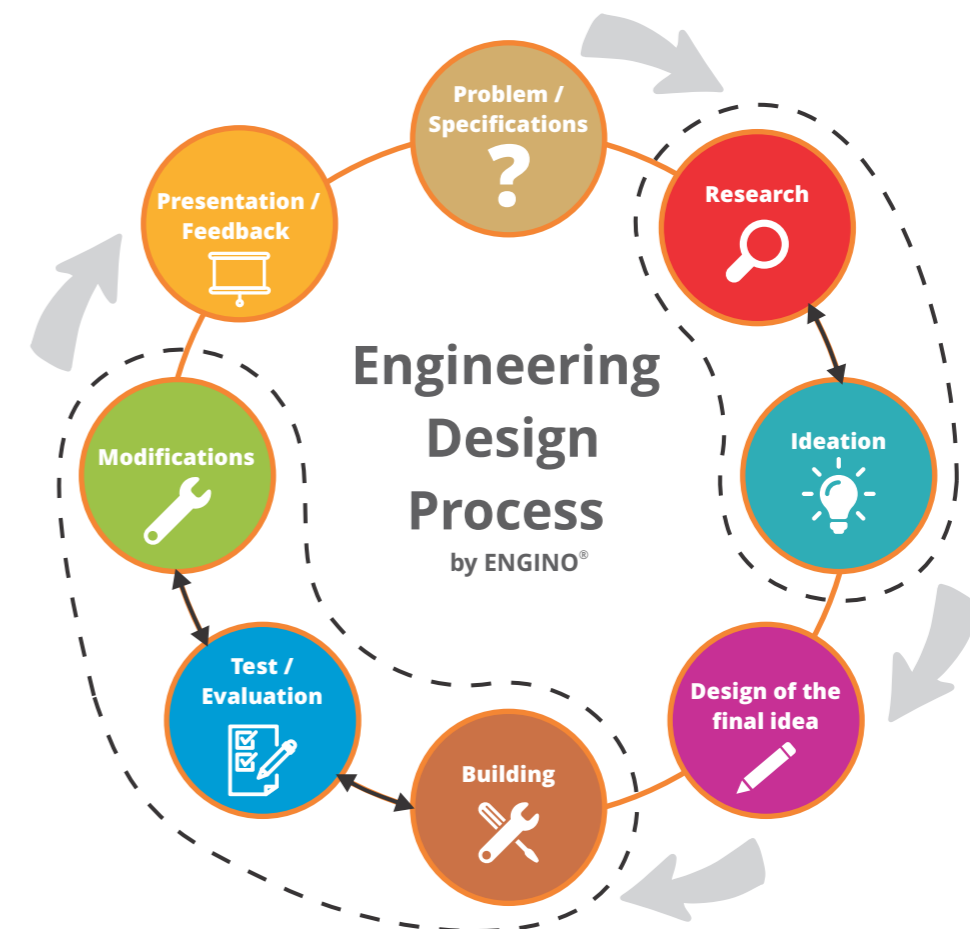 Problem /
Specifications
?
Research
Ideation
Design of the
final idea
Building
Test /
Evaluation
Modifications
Presentation /
Feedback
Engineering
Design
Process
by ENGINO®